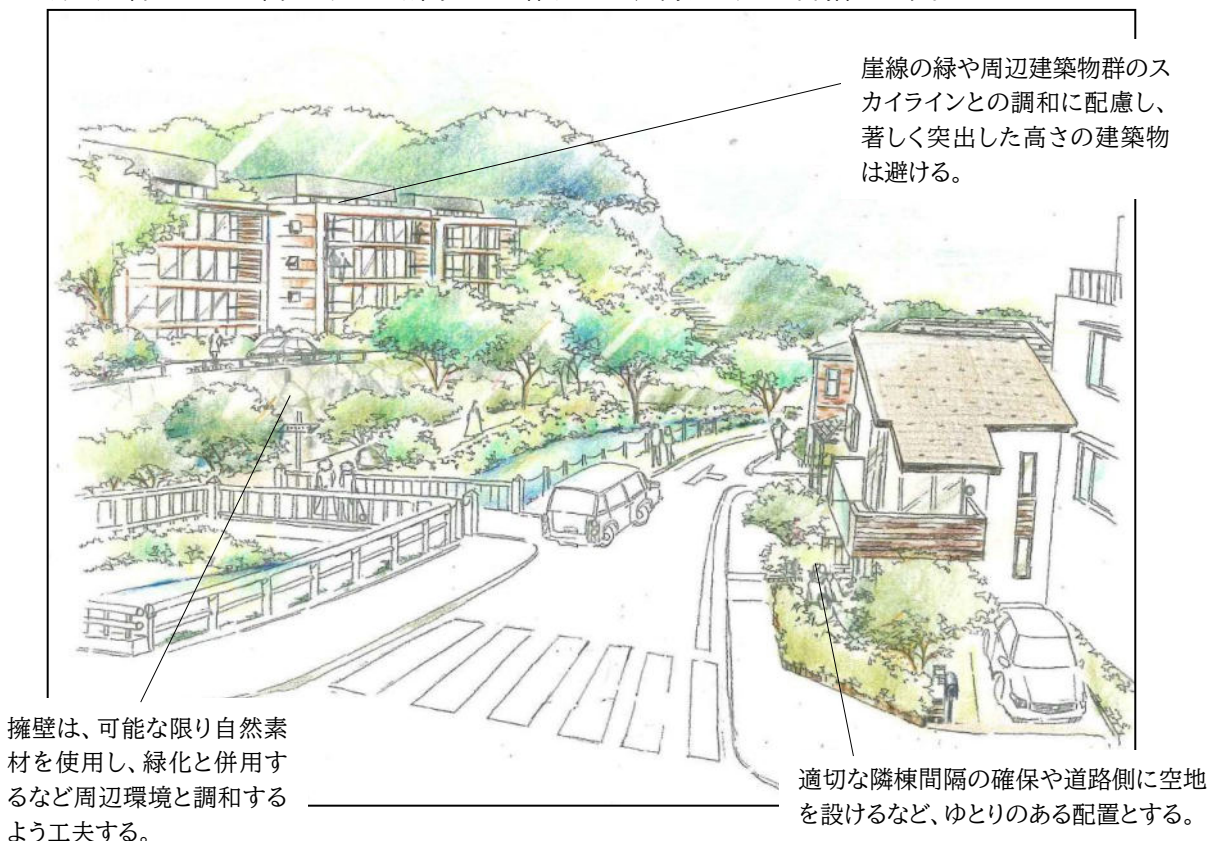 崖線の緑や周辺建築物群のス
カイラインとの調和に配慮し、
著しく突出した高さの建築物
は避ける。
擁壁は、可能な限り自然素
材を使用し、緑化と併用す
るなど周辺環境と調和する
よう工夫する。
適切な隣棟間隔の確保や道路側に空地
を設けるなど、ゆとりのある配置とする。